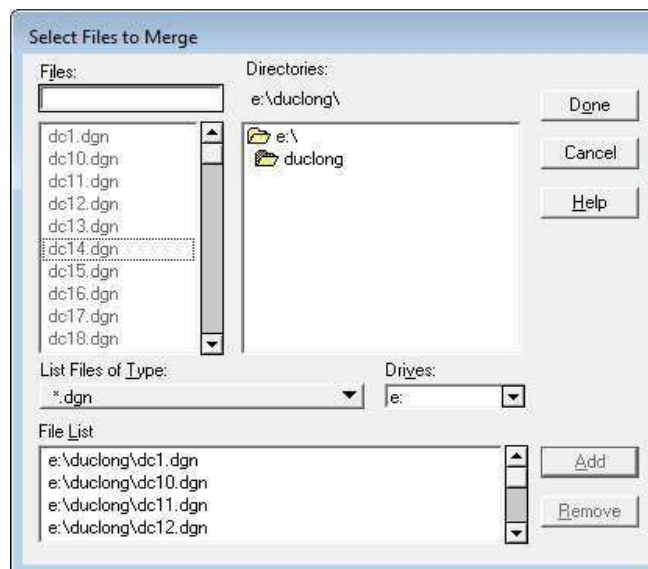 Select Files to Merge
Files:
Directories:
e:\duclong\
Done
dc1.dgn
dc10.dgn
dc11.dgn
dc12.dgn
dc13.dgn
dc14.dgn
dc15.dgn
dc16.dgn
dc17.dgn
dc18.dgn
e:\
duclong
Cancel
Help
List Files of Type:
Drives:
*.dgn
e:
File List
e:\duclong\dc1.dgn
e:\duclong\dc10.dgn
e:\duclong\dc11.dgn
e:\duclong\dc12.dgn
Add
Remove